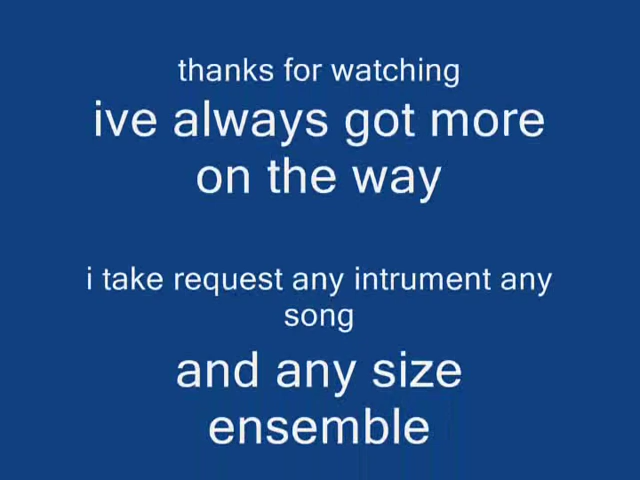 thanks for watching
ive always got more
on the way
i take request any intrument any
song
and any size
ensemble